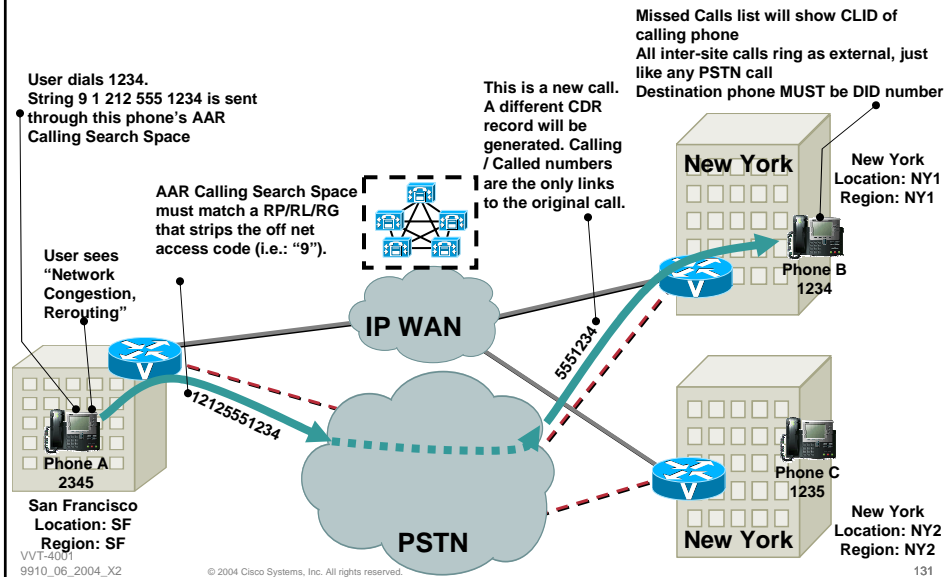 Missed Calls list will show CLID of
calling phone
All inter-site calls ring as external, just
like any PSTN call
Destination phone MUST be DID number
User dials 1234.
String 9 1 212 555 1234 is sent
through this phone's AAR
Calling Search Space
This is a new call.
A different CDR
record will be
generated. Calling
/ Called numbers
are the only links
to the original call.
AAR Calling Search Space
must match a RP/RL/RG
that strips the off net
access code (i.e.: “9”).
User sees
“Network
Congestion,
Rerouting”
New York
New York
Location: NY1
Region: NY1
Phone B
1234
V
IP WAN
5551234
V
12125551234
Phone A
2345
San Francisco
Location: SF
Region: SF
PSTN
V
Phone C
1235
New York
New York
Location: NY2
Region: NY2
VVT-4001
9910_06_2004_X2
© 2004 Cisco Systems, Inc. All rights reserved.
131